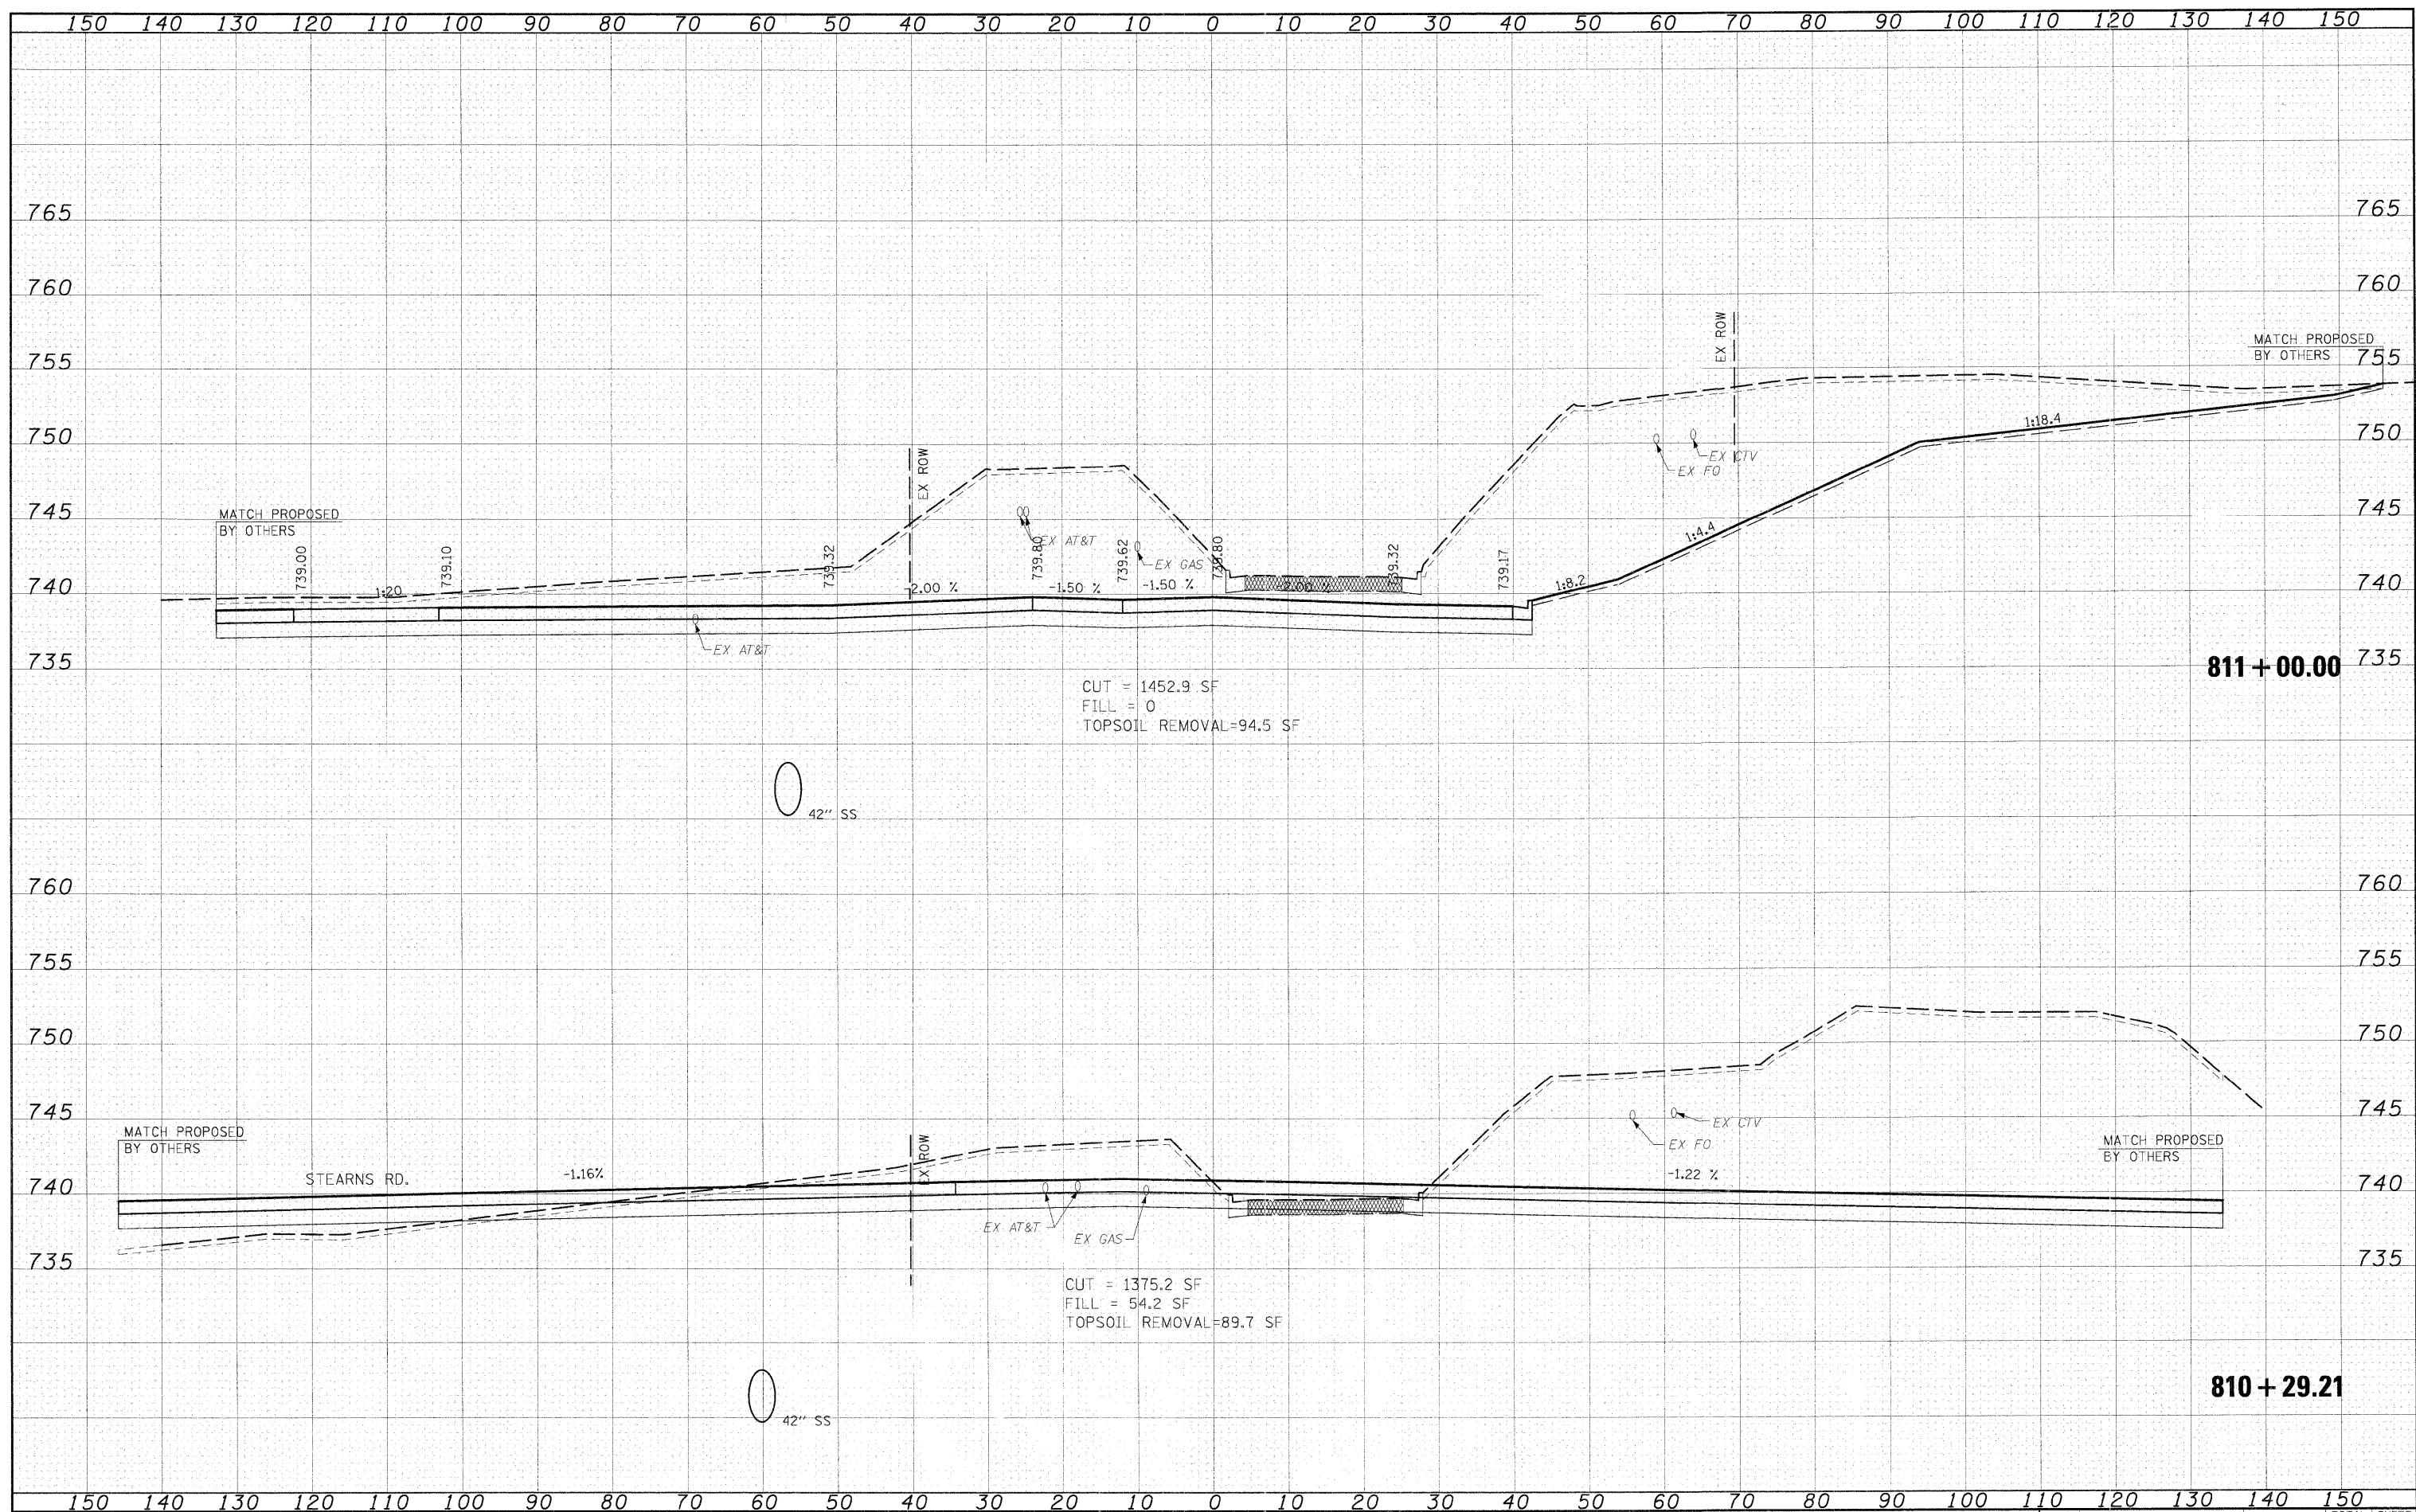 150 140 130 120 110 100 90 80 70 60 50 40 30 20 10 0 10 20 30 40 50 60 70 80 90 100 110 120 130 140 150
765 765
760 760
EX ROW
MATCH PROPOSED
BY OTHERS
755 755
750 750
1:18.4
EX CTV
EX FO
EX ROW
745 745
MATCH PROPOSED
BY OTHERS
EX AT&T
EX GAS
1:4.4
739.00 739.10 739.32 739.80 739.62 739.80 739.32 739.17
740 740
1:20 2.00 % -1.50 % -1.50 % -2.00 % 1:8.2
EX AT&T
735 735
811+00.00
CUT = 1452.9 SF
FILL = 0
TOPSOIL REMOVAL=94.5 SF
42" SS
760 760
755 755
750 750
745 745
EX CTV
EX FO
MATCH PROPOSED
BY OTHERS
EX ROW
MATCH PROPOSED
BY OTHERS
STEARNS RD.
-1.16%
-1.22 %
740 740
EX AT&T
EX GAS
735 735
CUT = 1375.2 SF
FILL = 54.2 SF
TOPSOIL REMOVAL=89.7 SF
810+29.21
42" SS
150 140 130 120 110 100 90 80 70 60 50 40 30 20 10 0 10 20 30 40 50 60 70 80 90 100 110 120 130 140 150